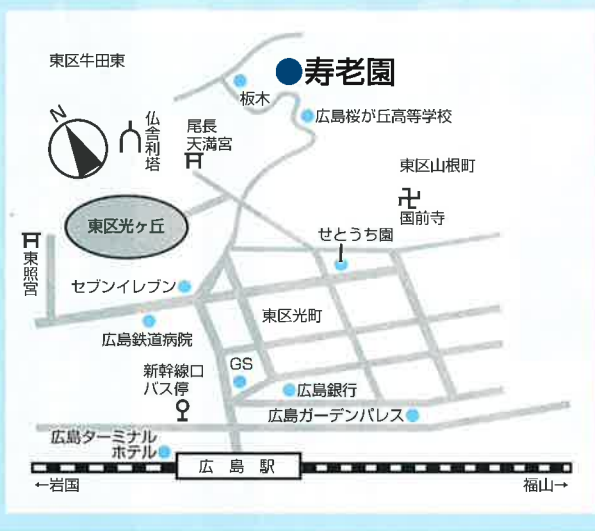 東区牛田東
寿老園
板木
広島桜が丘高等学校
N
仏舎利塔
尾長
天満宮
東区山根町
国前寺
東区光ヶ丘
せとうち園
東照宮
セブンイレブン
東区光町
広島鉄道病院
新幹線口
バス停
GS
広島銀行
広島ガーデンパレス
広島ターミナル
ホテル
広島駅
←岩国
福山→